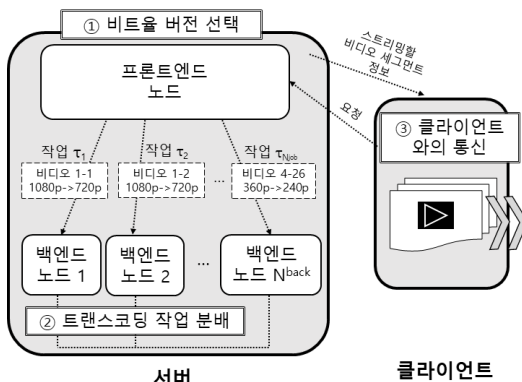 ① 비트율 버전 선택
프론트엔드
노드
스트리밍할
비디오 세그먼트
정보
요청
③ 클라이언트
와의 통신
작업 τ1
작업 τ2
작업 τNjob
비디오 1-1
1080p->720p
비디오 1-2
1080p->720p
...
비디오 4-26
360p->240p
백엔드
노드 1
백엔드
노드 2
...
백엔드
노드 Nback
② 트랜스코딩 작업 분배
서버
클라이언트